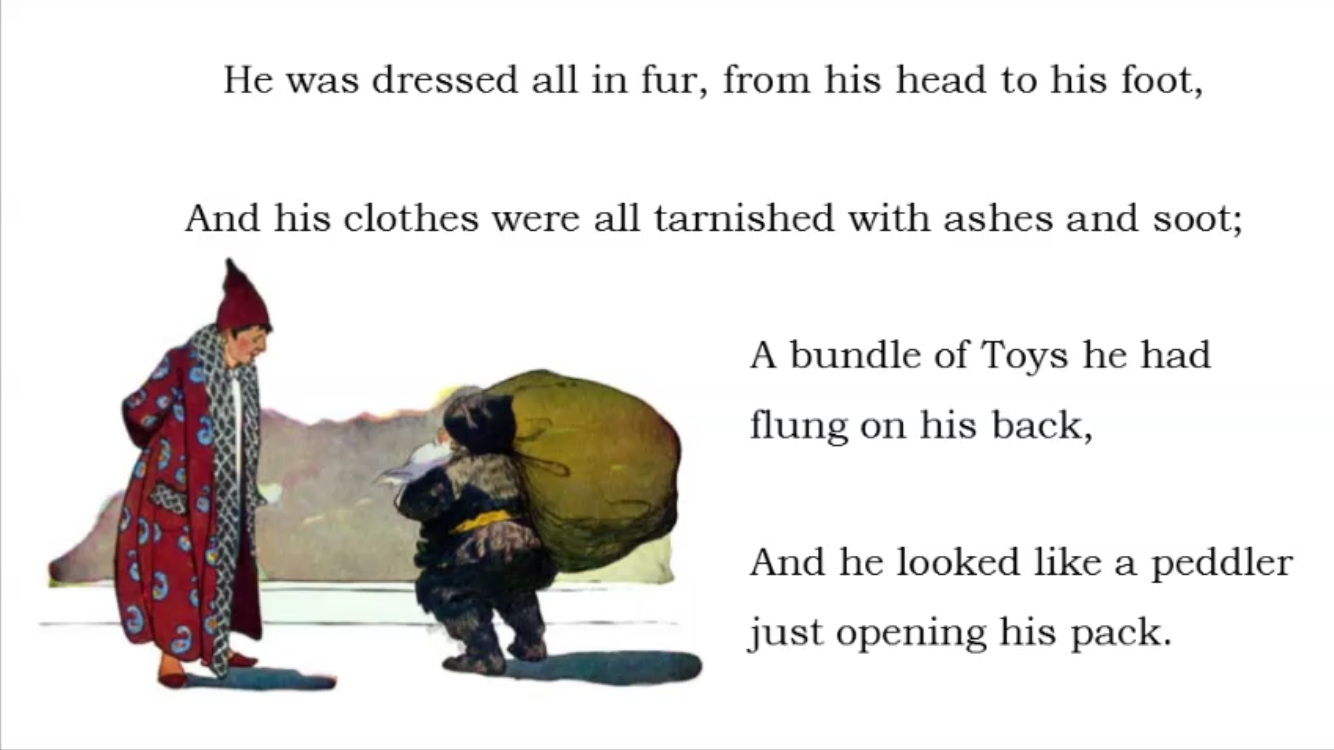 He was dressed all in fur, from his head to his foot,
And his clothes were all tarnished with ashes and soot;
A bundle of Toys he had
flung on his back,
And he looked like a peddler
just opening his pack.